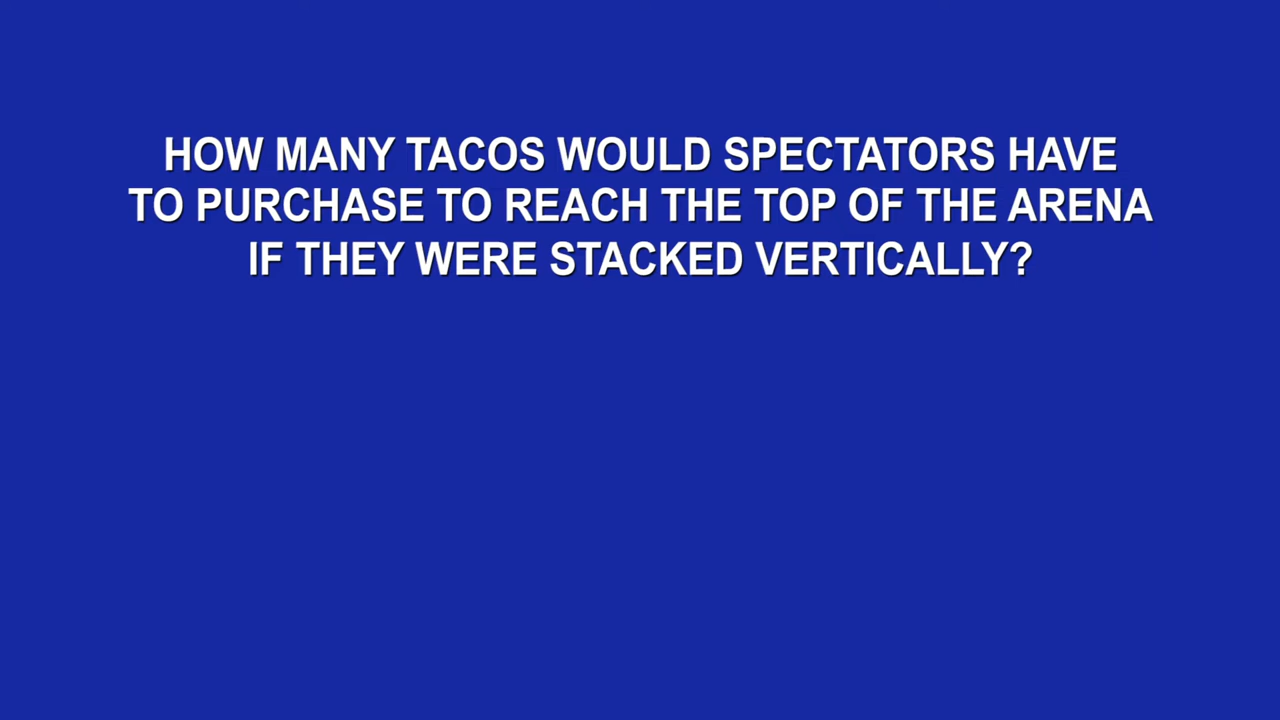 HOW MANY TACOS WOULD SPECTATORS HAVE
TO PURCHASE TO REACH THE TOP OF THE ARENA
IF THEY WERE STACKED VERTICALLY?